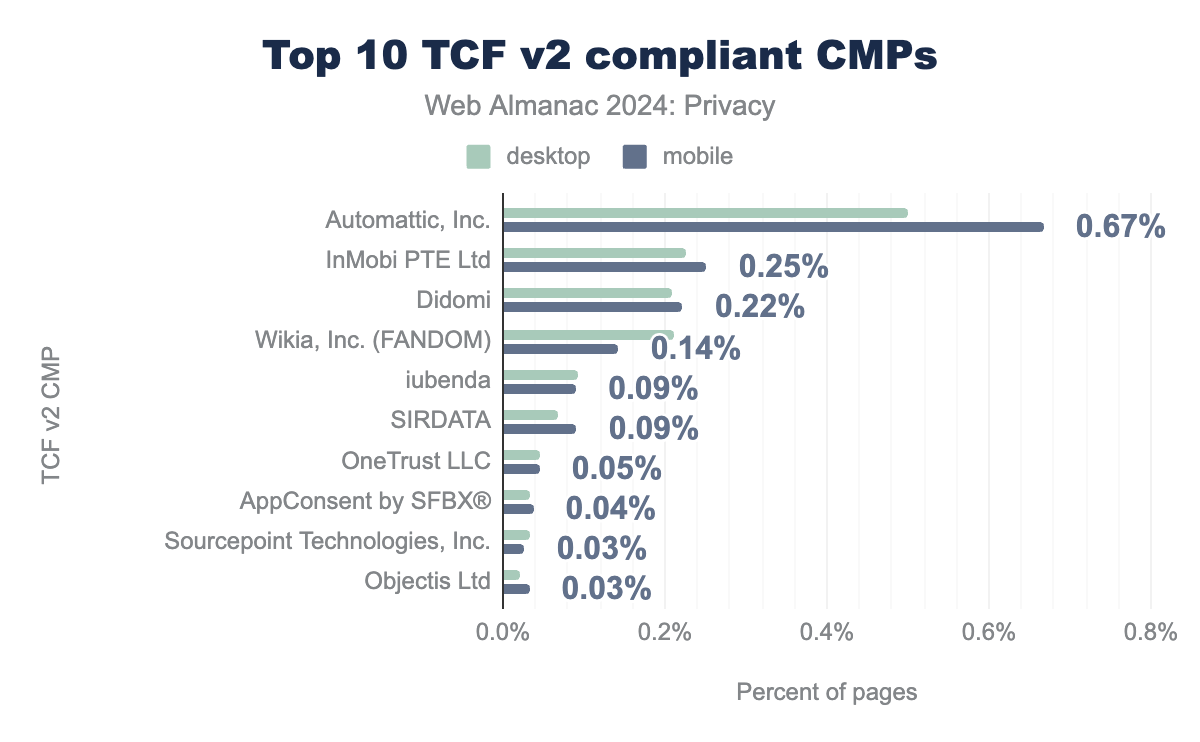 Top 10 TCF v2 compliant CMPs
Web Almanac 2024: Privacy
desktop mobile
TCF v2 CMP
Automattic, Inc. 0.67%
InMobi PTE Ltd 0.25%
Didomi 0.22%
Wikia, Inc. (FANDOM) 0.14%
iubenda 0.09%
SIRDATA 0.09%
OneTrust LLC 0.05%
AppConsent by SFBX® 0.04%
Sourcepoint Technologies, Inc. 0.03%
Objectis Ltd 0.03%
0.0% 0.2% 0.4% 0.6% 0.8%
Percent of pages